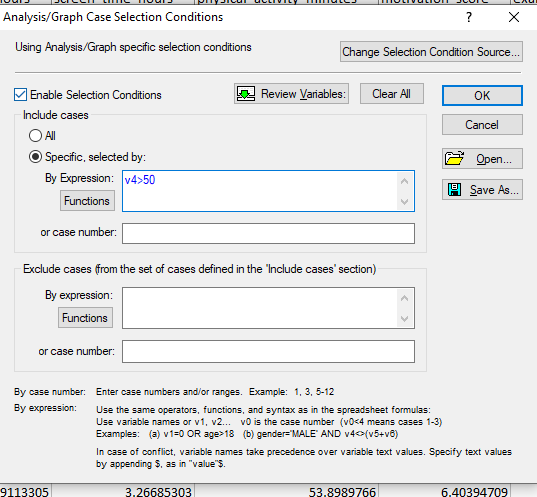 screen_time_hours physical_activity_minutes motivation_score
Analysis/Graph Case Selection Conditions ? ×
Using Analysis/Graph specific selection conditions
Change Selection Condition Source...
Enable Selection Conditions
Review Variables:
Clear All
OK
Include cases
Cancel
All
Specific, selected by:
Open...
By Expression: v4>50
Functions
Save As...
or case number:
Exclude cases (from the set of cases defined in the 'Include cases' section)
By expression:
Functions
or case number:
By case number: Enter case numbers and/or ranges. Example: 1, 3, 5-12
By expression: Use the same operators, functions, and syntax as in the spreadsheet formulas:
Use variable names or v1, v2... v0 is the case number (v0<4 means cases 1-3)
Examples: (a) v1=0 OR age>18 (b) gender='MALE' AND v4<>(v5+v6)
In case of conflict, variable names take precedence over variable text values. Specify text values
by appending $, as in "value"$.
9113305 3.26685303 53.8989766 6.40394709